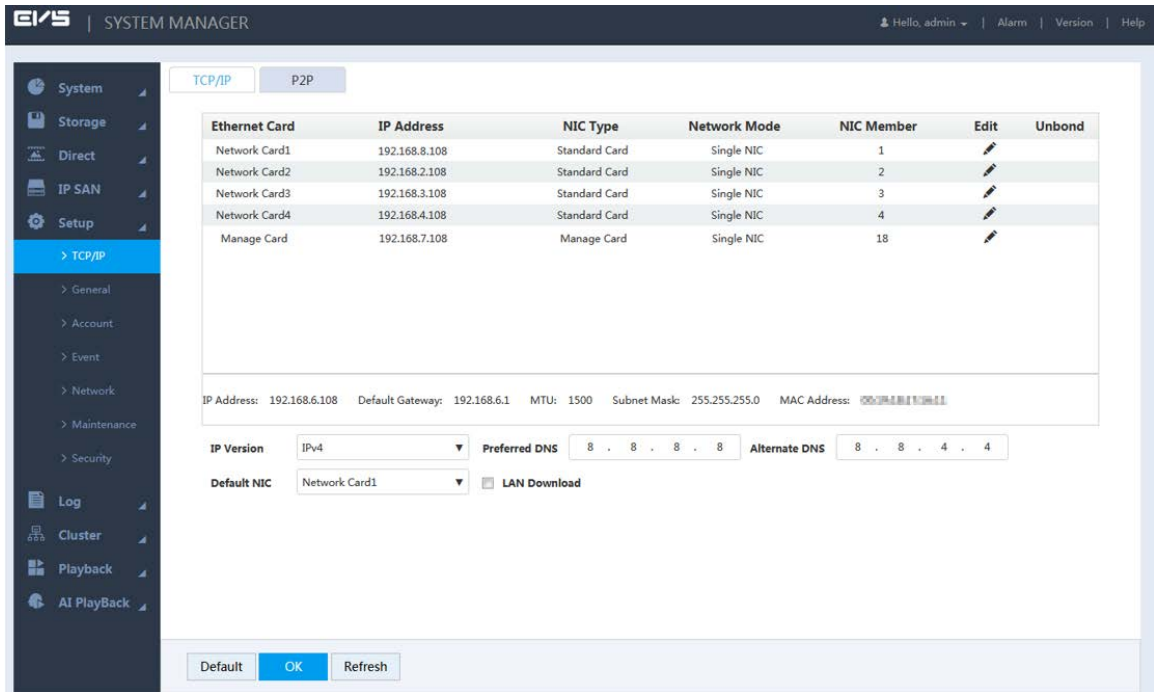 EVS | SYSTEM MANAGER
Hello, admin | Alarm | Version | Help
System
Storage
Direct
IP SAN
Setup
> TCP/IP
> General
> Account
> Event
> Network
> Maintenance
> Security
Log
Cluster
Playback
AI PlayBack
TCP/IP P2P
Ethernet Card IP Address NIC Type Network Mode NIC Member Edit Unbond
Network Card1 192.168.8.108 Standard Card Single NIC 1
Network Card2 192.168.2.108 Standard Card Single NIC 2
Network Card3 192.168.3.108 Standard Card Single NIC 3
Network Card4 192.168.4.108 Standard Card Single NIC 4
Manage Card 192.168.7.108 Manage Card Single NIC 18
IP Address: 192.168.6.108 Default Gateway: 192.168.6.1 MTU: 1500 Subnet Mask: 255.255.255.0 MAC Address:
IP Version IPv4 Preferred DNS 8 . 8 . 8 . 8 Alternate DNS 8 . 8 . 4 . 4
Default NIC Network Card1 LAN Download
Default OK Refresh